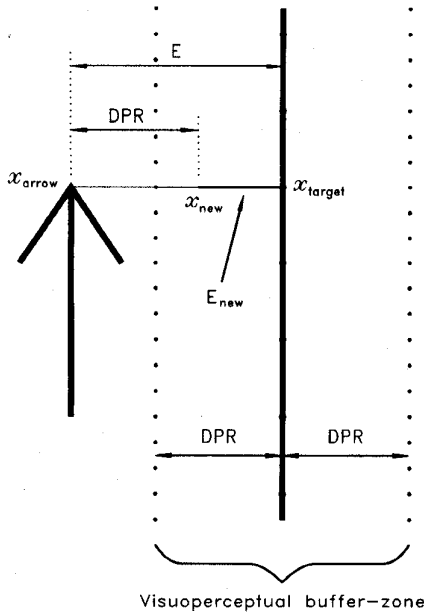 E
DPR
x_arrow
x_new
x_target
E_new
DPR
DPR
Visuoperceptual buffer-zone